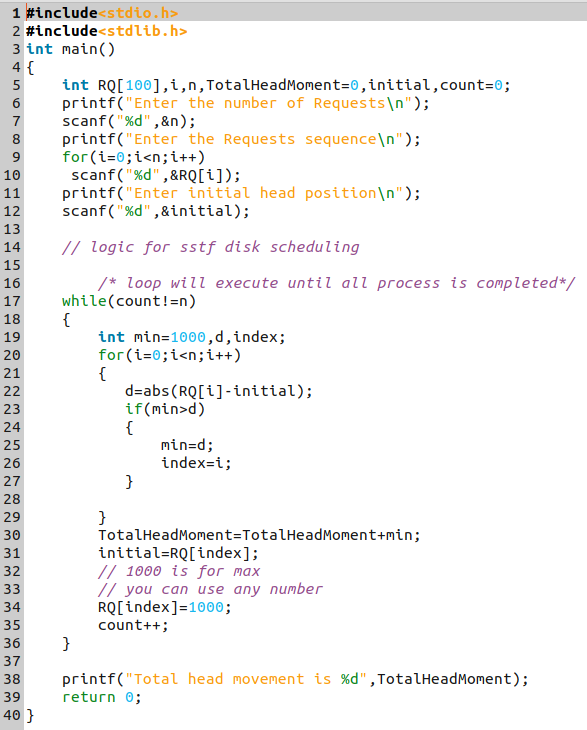 1 #include<stdio.h>
2 #include<stdlib.h>
3 int main()
4 {
5     int RQ[100],i,n,TotalHeadMoment=0,initial,count=0;
6     printf("Enter the number of Requests\n");
7     scanf("%d",&n);
8     printf("Enter the Requests sequence\n");
9     for(i=0;i<n;i++)
10      scanf("%d",&RQ[i]);
11     printf("Enter initial head position\n");
12     scanf("%d",&initial);
13
14     // logic for sstf disk scheduling
15
16         /* loop will execute until all process is completed*/
17     while(count!=n)
18     {
19         int min=1000,d,index;
20         for(i=0;i<n;i++)
21         {
22            d=abs(RQ[i]-initial);
23            if(min>d)
24            {
25                min=d;
26                index=i;
27            }
28
29         }
30         TotalHeadMoment=TotalHeadMoment+min;
31         initial=RQ[index];
32         // 1000 is for max
33         // you can use any number
34         RQ[index]=1000;
35         count++;
36     }
37
38     printf("Total head movement is %d",TotalHeadMoment);
39     return 0;
40 }